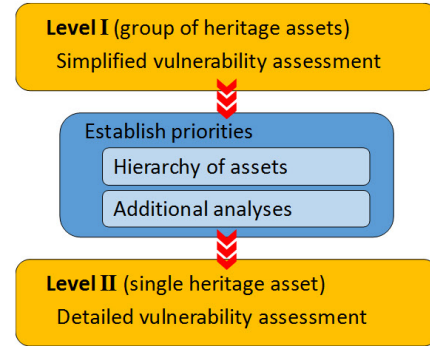 Level I (group of heritage assets)
Simplified vulnerability assessment
Establish priorities
Hierarchy of assets
Additional analyses
Level II (single heritage asset)
Detailed vulnerability assessment